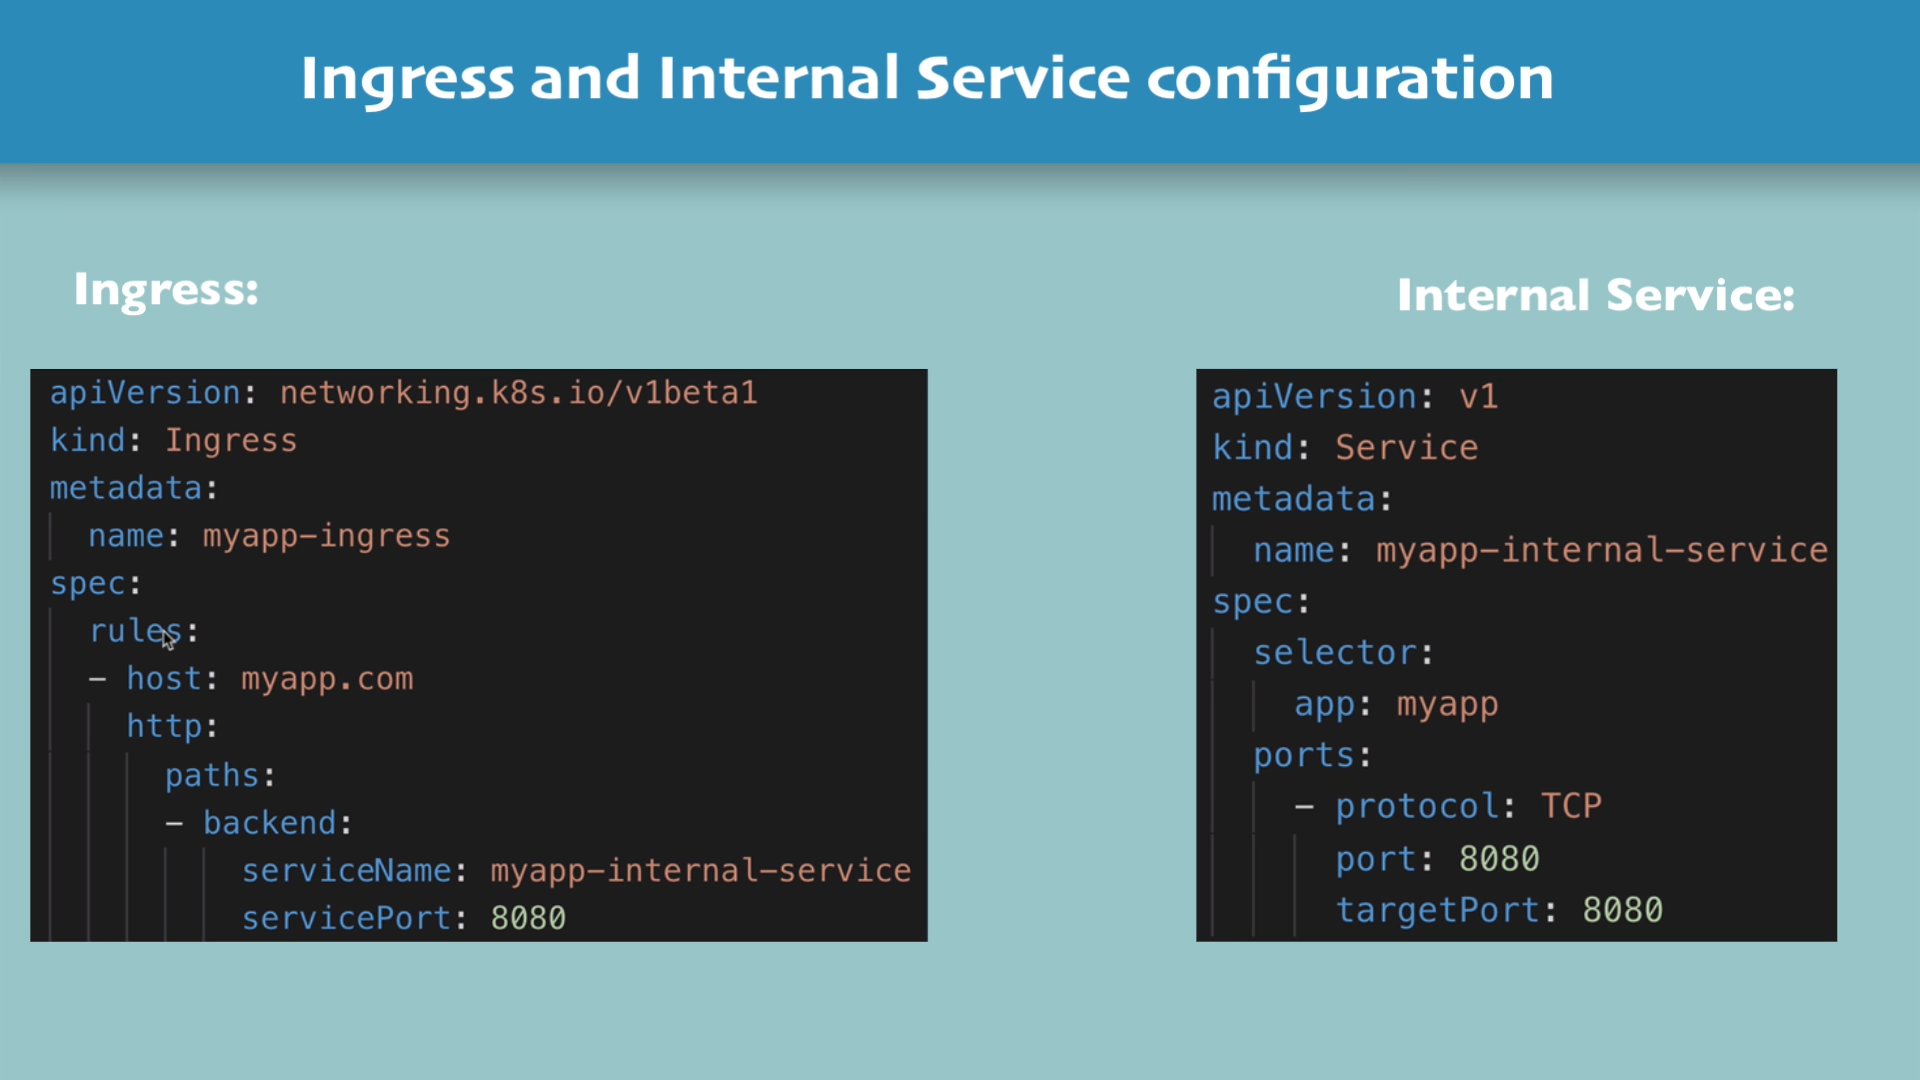 Ingress and Internal Service configuration
Ingress:
apiVersion: networking.k8s.io/v1beta1
kind: Ingress
metadata:
  name: myapp-ingress
spec:
  rules:
  - host: myapp.com
    http:
      paths:
      - backend:
          serviceName: myapp-internal-service
          servicePort: 8080
Internal Service:
apiVersion: v1
kind: Service
metadata:
  name: myapp-internal-service
spec:
  selector:
    app: myapp
  ports:
    - protocol: TCP
      port: 8080
      targetPort: 8080